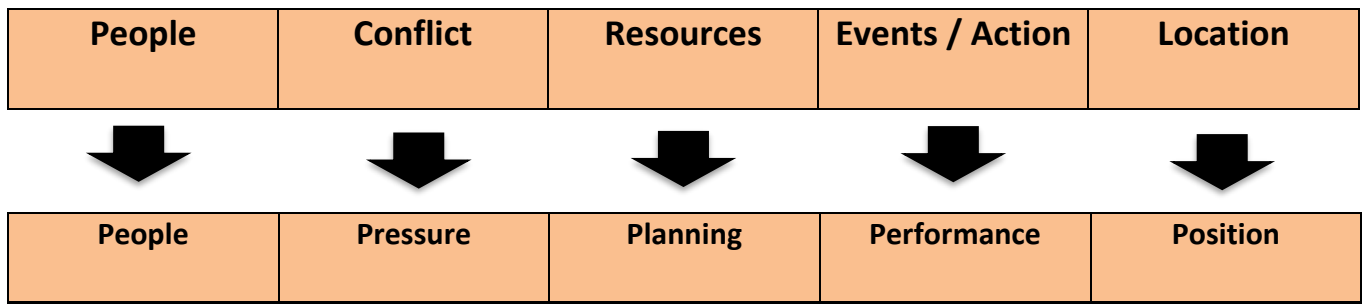 People Conflict Resources Events / Action Location
People Pressure Planning Performance Position